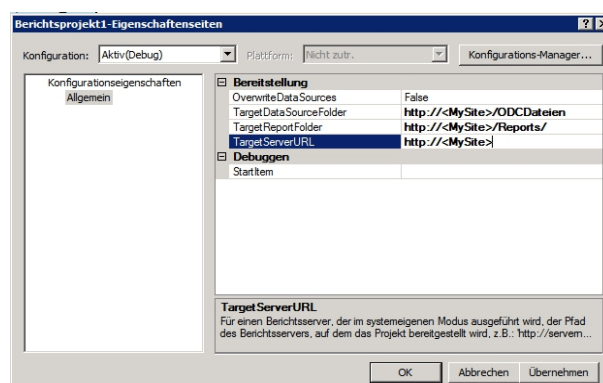 Berichtsprojekt1-Eigenschaftenseiten
Konfiguration: Aktiv(Debug) Plattform: Nicht zutr. Konfigurations-Manager...
Konfigurationseigenschaften
Allgemein
Bereitstellung
OverwriteDataSources False
TargetDataSourceFolder http://<MySite>/ODCDateien
TargetReportFolder http://<MySite>/Reports/
TargetServerURL http://<MySite>
Debuggen
StartItem
TargetServerURL
Für einen Berichtsserver, der im systemeigenen Modus ausgeführt wird, der Pfad
des Berichtsservers, auf dem das Projekt bereitgestellt wird, z.B.: 'http://servern...
OK Abbrechen Übernehmen